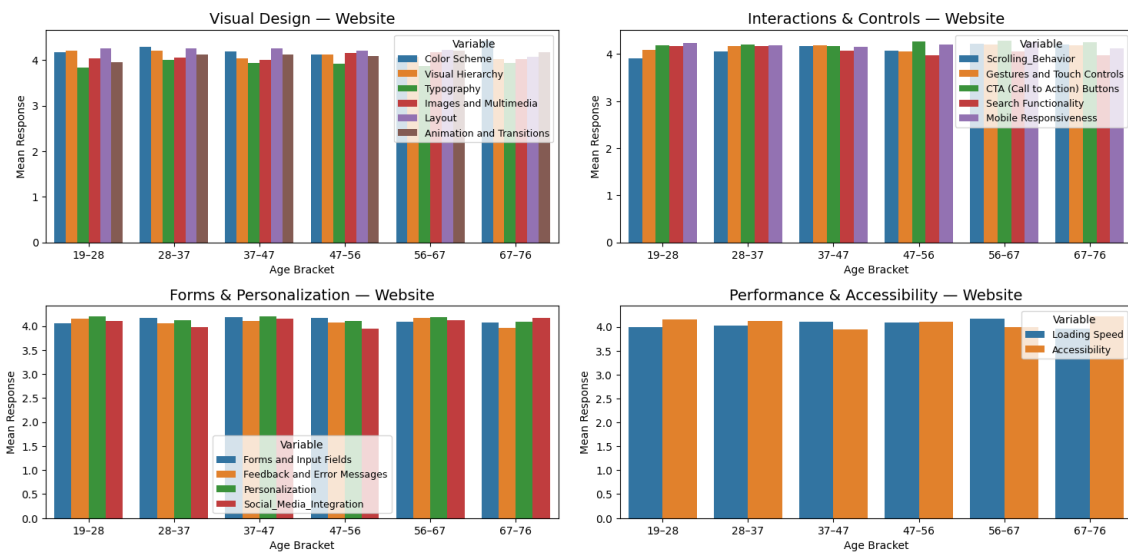 Visual Design — Website
Mean Response
4
3
2
1
0
Variable
Color Scheme
Visual Hierarchy
Typography
Images and Multimedia
Layout
Animation and Transitions
19–28
28–37
37–47
47–56
56–67
67–76
Age Bracket
Interactions & Controls — Website
Mean Response
4
3
2
1
0
Variable
Scrolling_Behavior
Gestures and Touch Controls
CTA (Call to Action) Buttons
Search Functionality
Mobile Responsiveness
19–28
28–37
37–47
47–56
56–67
67–76
Age Bracket
Forms & Personalization — Website
Mean Response
4.0
3.5
3.0
2.5
2.0
1.5
1.0
0.5
0.0
Variable
Forms and Input Fields
Feedback and Error Messages
Personalization
Social_Media_Integration
19–28
28–37
37–47
47–56
56–67
67–76
Age Bracket
Performance & Accessibility — Website
Mean Response
4.0
3.5
3.0
2.5
2.0
1.5
1.0
0.5
0.0
Variable
Loading Speed
Accessibility
19–28
28–37
37–47
47–56
56–67
67–76
Age Bracket